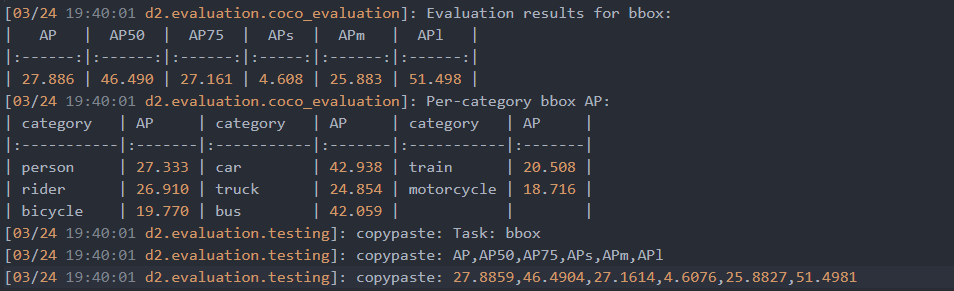 [03/24 19:40:01 d2.evaluation.coco_evaluation]: Evaluation results for bbox:
|   AP   |  AP50  |  AP75  |  APs  |  APm   |  APl   |
|:------:|:------:|:------:|:-----:|:------:|:------:|
| 27.886 | 46.490 | 27.161 | 4.608 | 25.883 | 51.498 |
[03/24 19:40:01 d2.evaluation.coco_evaluation]: Per-category bbox AP:
| category   | AP     | category   | AP     | category   | AP     |
|:-----------|:-------|:-----------|:-------|:-----------|:-------|
| person     | 27.333 | car        | 42.938 | train      | 20.508 |
| rider      | 26.910 | truck      | 24.854 | motorcycle | 18.716 |
| bicycle    | 19.770 | bus        | 42.059 |            |        |
[03/24 19:40:01 d2.evaluation.testing]: copypaste: Task: bbox
[03/24 19:40:01 d2.evaluation.testing]: copypaste: AP,AP50,AP75,APs,APm,APl
[03/24 19:40:01 d2.evaluation.testing]: copypaste: 27.8859,46.4904,27.1614,4.6076,25.8827,51.4981